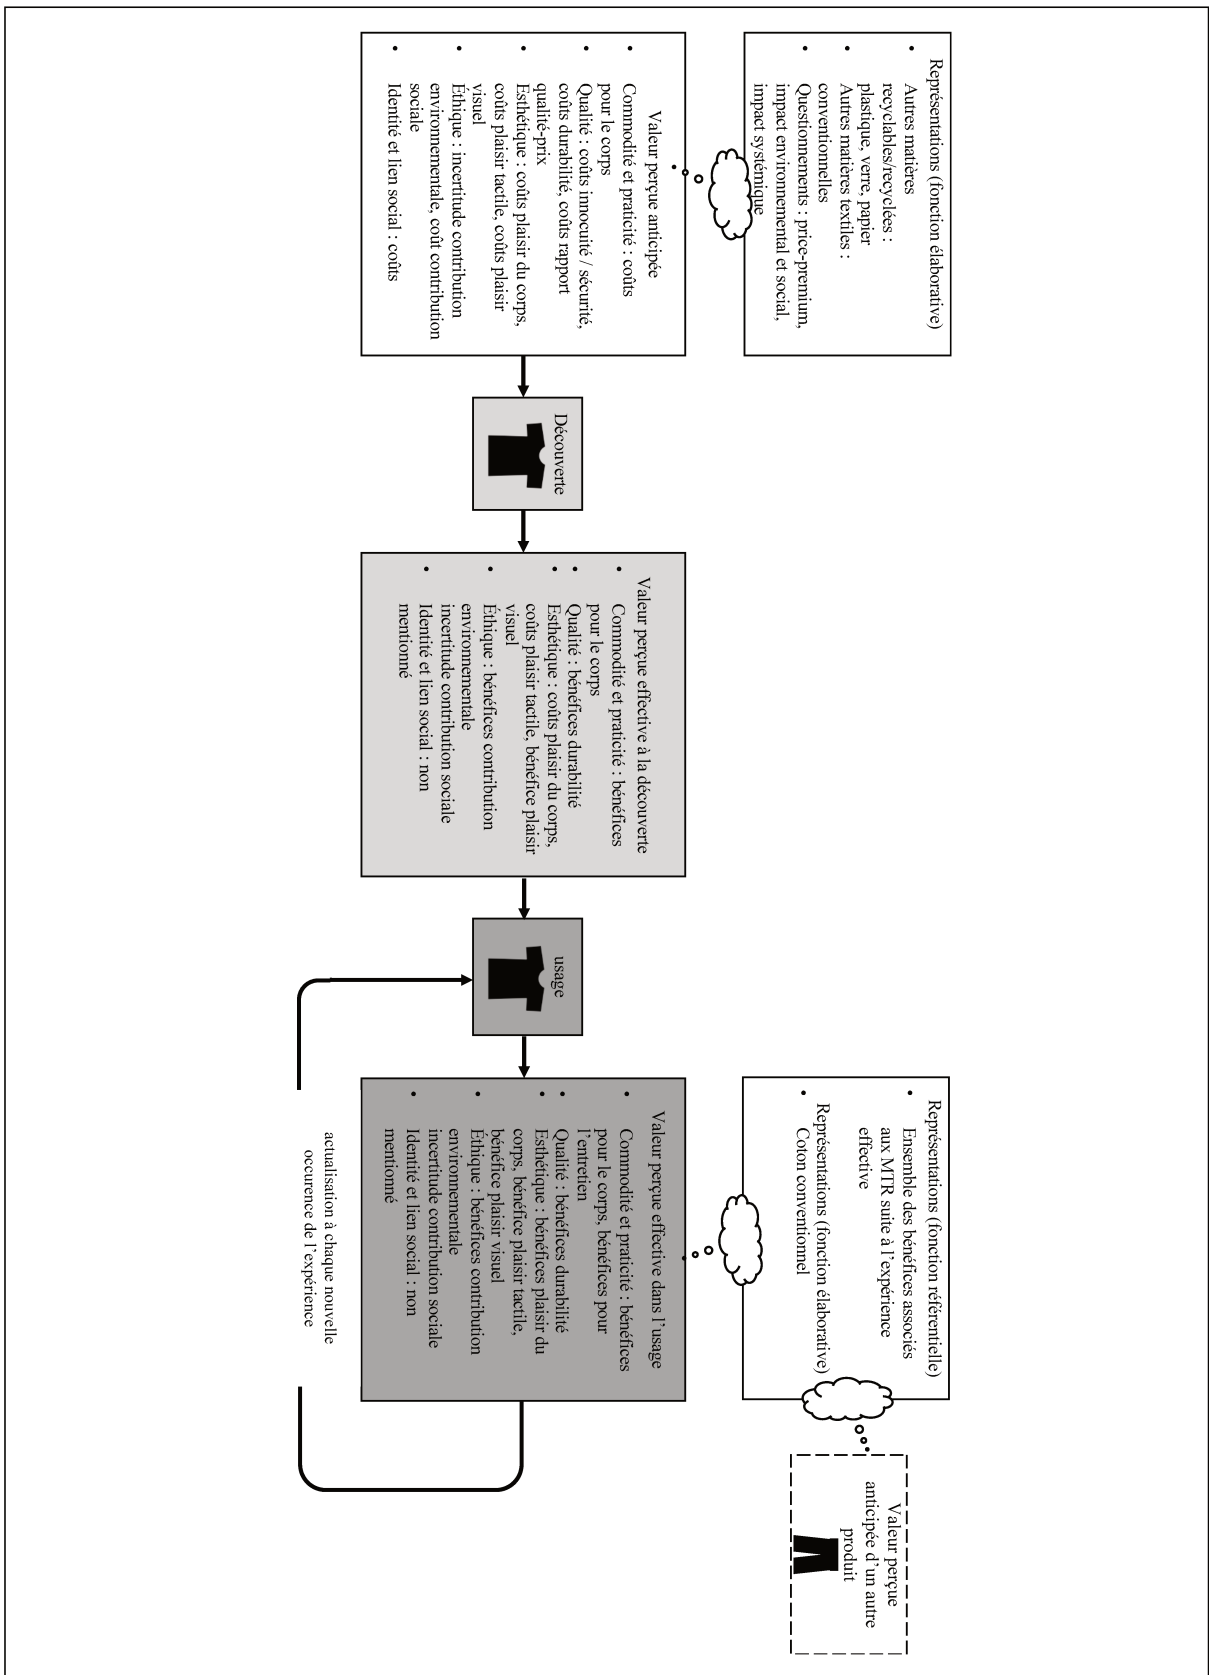 Représentations (fonction élaborative)
• Autres matières
recyclables/recyclées :
plastique, verre, papier
• Autres matières textiles :
conventionnelles
• Questionnements : price-premium,
impact environnemental et social,
impact systémique
Valeur perçue anticipée
• Commodité et praticité : coûts
pour le corps
• Qualité : coûts innocuité / sécurité,
coûts durabilité, coûts rapport
qualité-prix
• Esthétique : coûts plaisir du corps,
coûts plaisir tactile, coûts plaisir
visuel
• Éthique : incertitude contribution
environnementale, coût contribution
sociale
• Identité et lien social : coûts
Découverte
Valeur perçue effective à la découverte
• Commodité et praticité : bénéfices
pour le corps
• Qualité : bénéfices durabilité
• Esthétique : coûts plaisir du corps,
coûts plaisir tactile, bénéfice plaisir
visuel
• Éthique : bénéfices contribution
environnementale
incertitude contribution sociale
• Identité et lien social : non
mentionné
usage
Représentations (fonction référentielle)
• Ensemble des bénéfices associés
aux MTR suite à l’expérience
effective
Représentations (fonction élaborative)
• Coton conventionnel
Valeur perçue effective dans l’usage
• Commodité et praticité : bénéfices
pour le corps, bénéfices pour
l’entretien
• Qualité : bénéfices durabilité
• Esthétique : bénéfices plaisir du
corps, bénéfice plaisir tactile,
bénéfice plaisir visuel
• Éthique : bénéfices contribution
environnementale
incertitude contribution sociale
• Identité et lien social : non
mentionné
actualisation à chaque nouvelle
occurence de l’expérience
Valeur perçue
anticipée d’un autre
produit